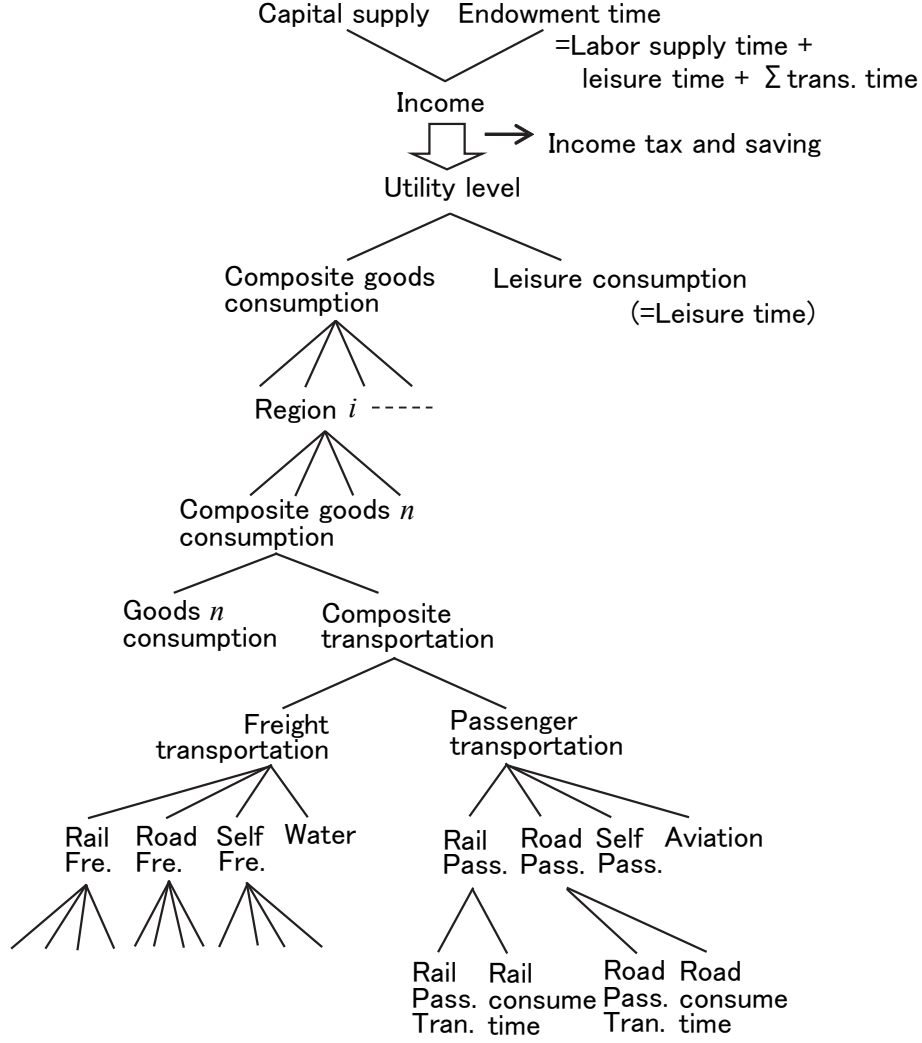 Capital supply Endowment time
=Labor supply time +
leisure time + Σ trans. time
Income
Income tax and saving
Utility level
Composite goods
consumption
Leisure consumption
(=Leisure time)
Region i -----
Composite goods n
consumption
Goods n
consumption
Composite
transportation
Freight
transportation
Passenger
transportation
Rail
Fre.
Road
Fre.
Self
Fre.
Water
Rail
Pass.
Road
Pass.
Self
Pass.
Aviation
Rail
Pass.
Tran.
Rail
consume
time
Road
Pass.
Tran.
Road
consume
time